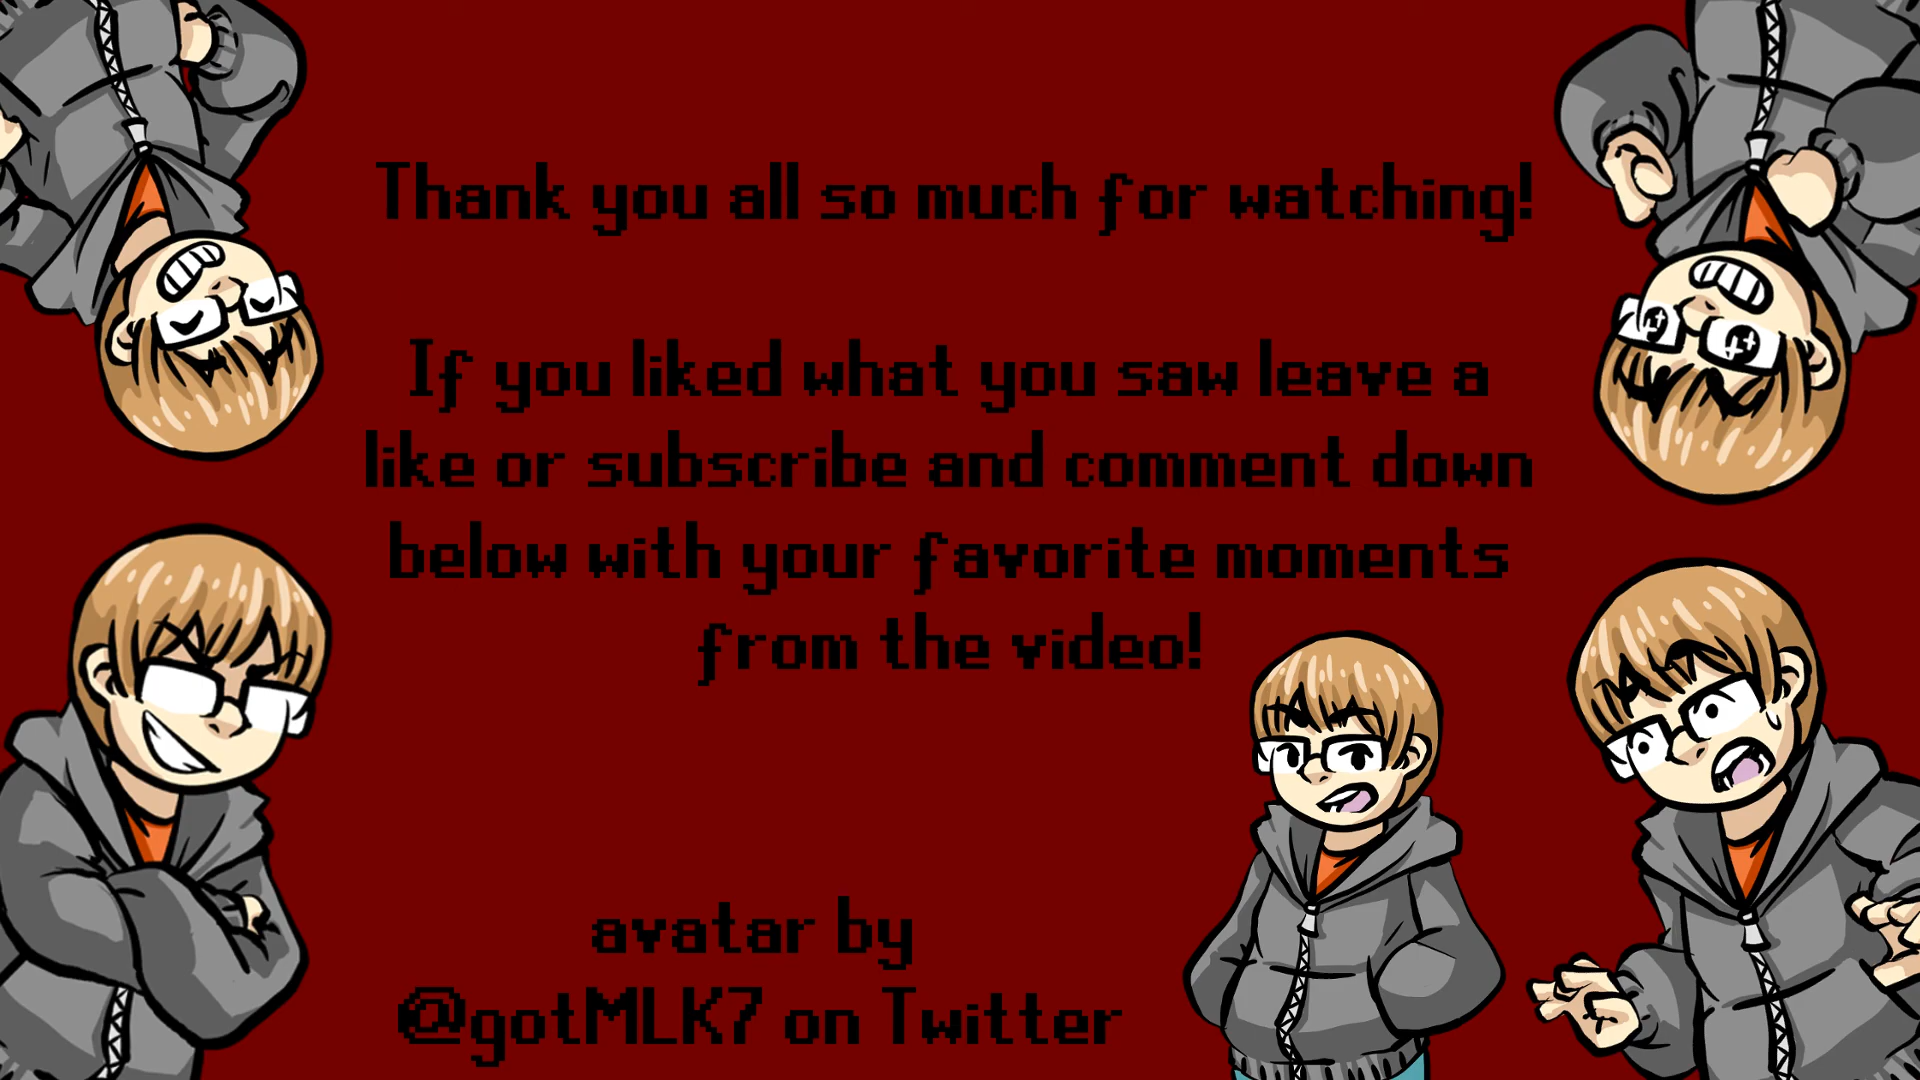 Thank you all so much for watching!
If you liked what you saw leave a
like or subscribe and comment down
below with your favorite moments
from the video!
avatar by
@gotMLK7 on Twitter